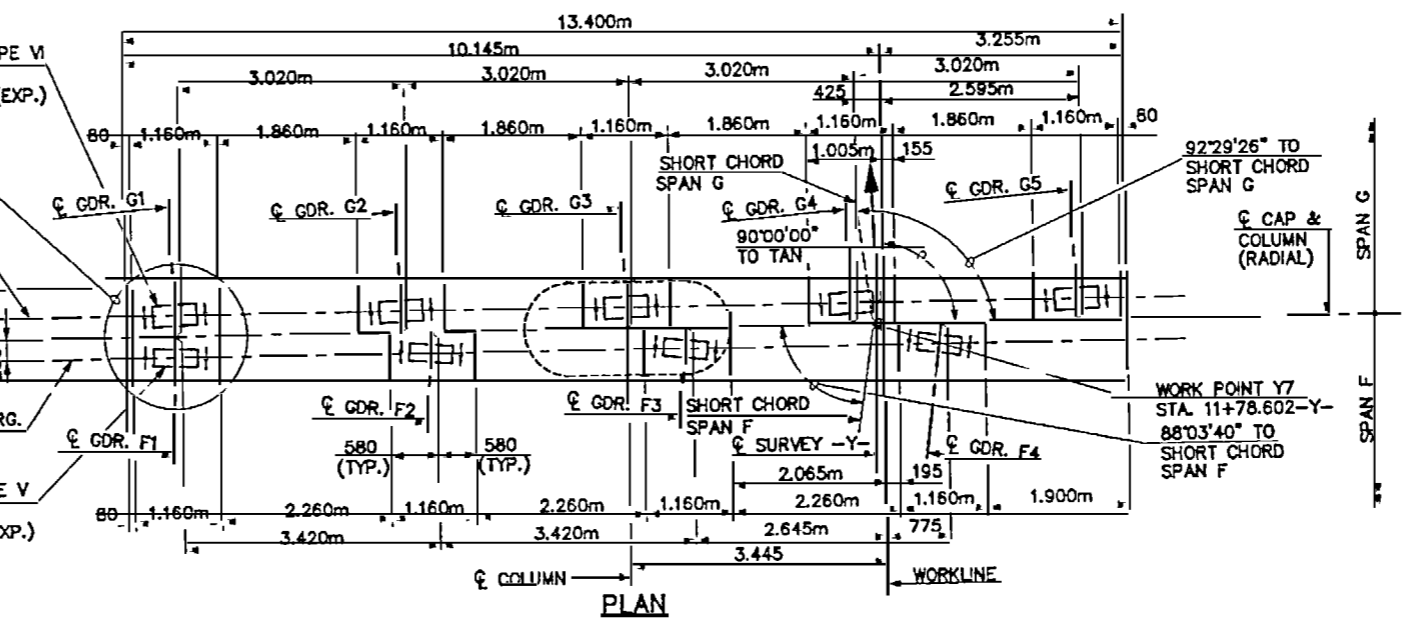 13.400m
10.145m
3.255m
PE VI
(EXP.)
3.020m
3.020m
3.020m
3.020m
425
2.595m
80
1.160m
1.860m
1.160m
1.860m
1.160m
1.860m
1.160m
1.860m
1.160m
80
1.005m
155
SHORT CHORD
SPAN G
92°29'26" TO
SHORT CHORD
SPAN G
℄ GDR. G1
℄ GDR. G2
℄ GDR. G3
℄ GDR. G4
℄ GDR. G5
90°00'00"
TO TAN
℄ CAP &
COLUMN
(RADIAL)
SPAN G
SPAN F
WORK POINT Y7
STA. 11+78.602-Y-
88°03'40" TO
SHORT CHORD
SPAN F
RG.
℄ GDR. F1
℄ GDR. F2
℄ GDR. F3
SHORT CHORD
SPAN F
℄ SURVEY -Y-
℄ GDR. F4
580
(TYP.)
580
(TYP.)
E V
XP.)
2.065m
195
80
1.160m
2.260m
1.160m
2.260m
1.160m
2.260m
1.160m
1.900m
3.420m
3.420m
2.645m
775
3.445
℄ COLUMN
WORKLINE
PLAN